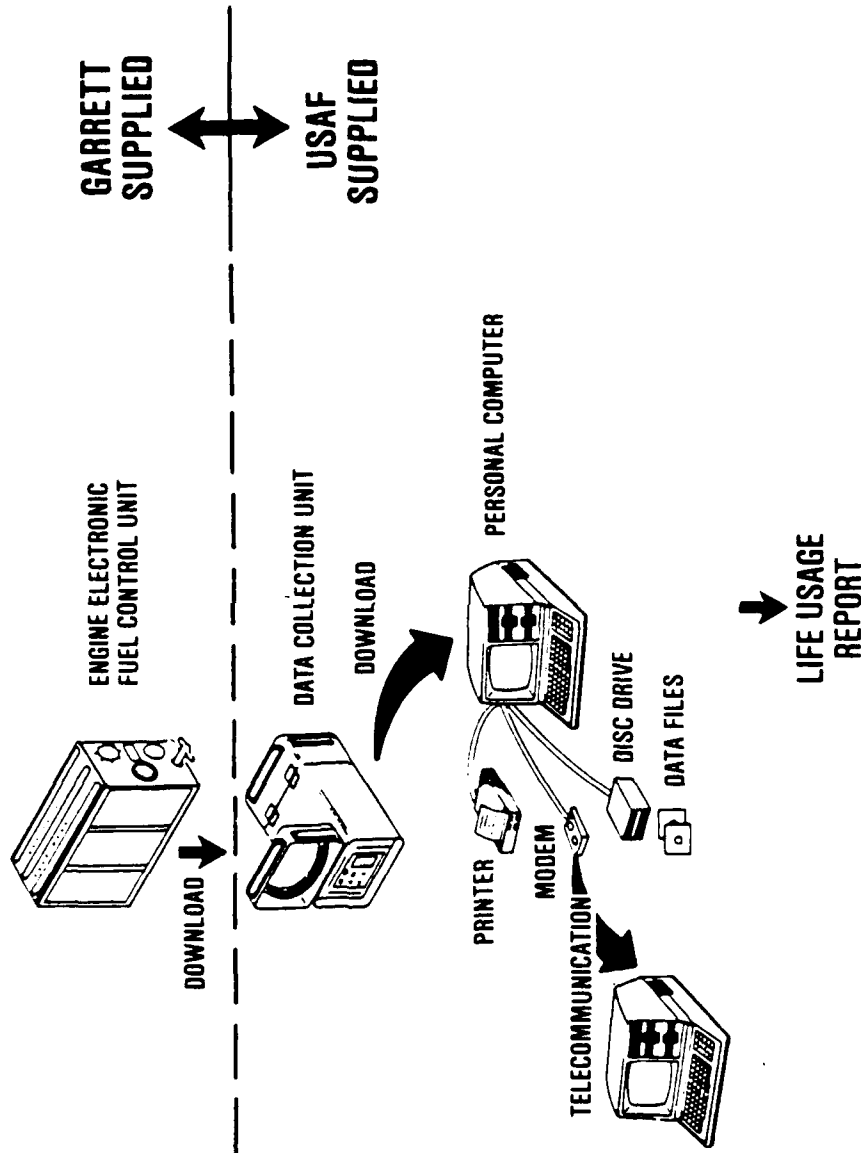 GARRETT
SUPPLIED
USAF
SUPPLIED
ENGINE ELECTRONIC
FUEL CONTROL UNIT
DOWNLOAD
DATA COLLECTION UNIT
DOWNLOAD
PERSONAL COMPUTER
PRINTER
MODEM
DISC DRIVE
DATA FILES
TELECOMMUNICATION
LIFE USAGE
REPORT